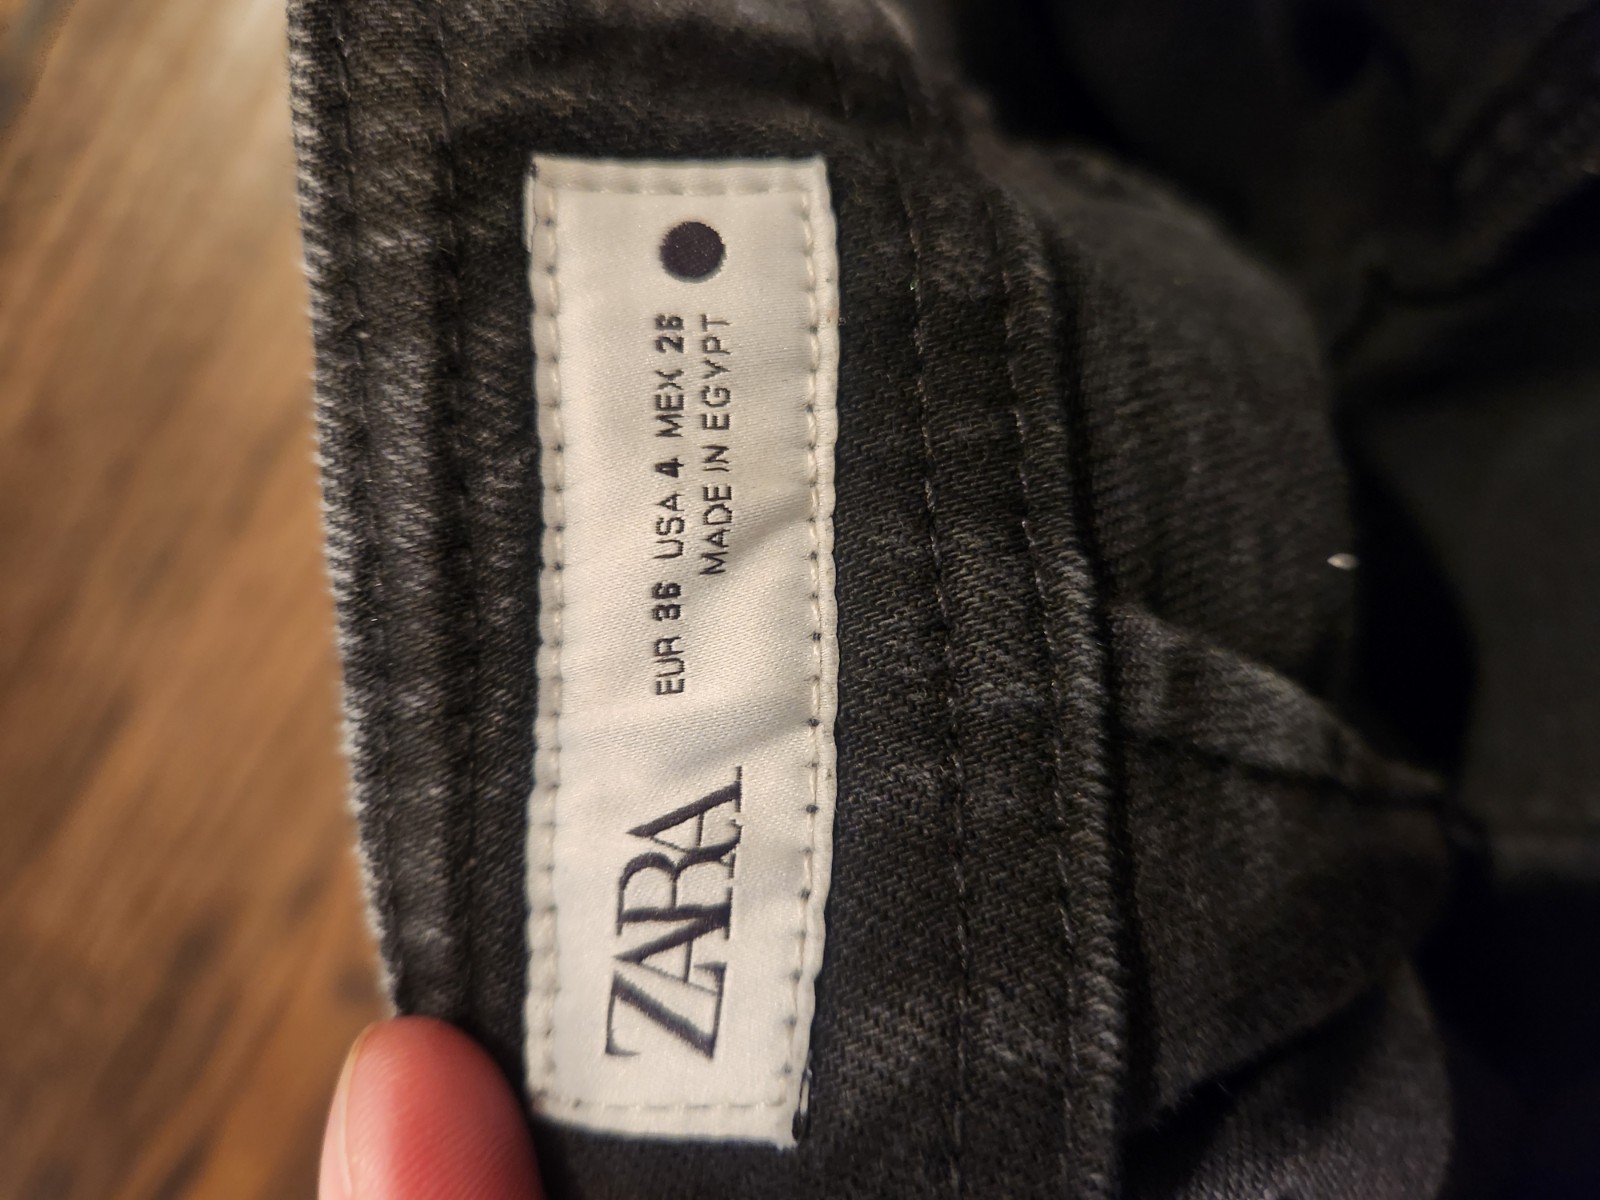 ZARA
EUR 36 USA 4 MEX 26
MADE IN EGYPT